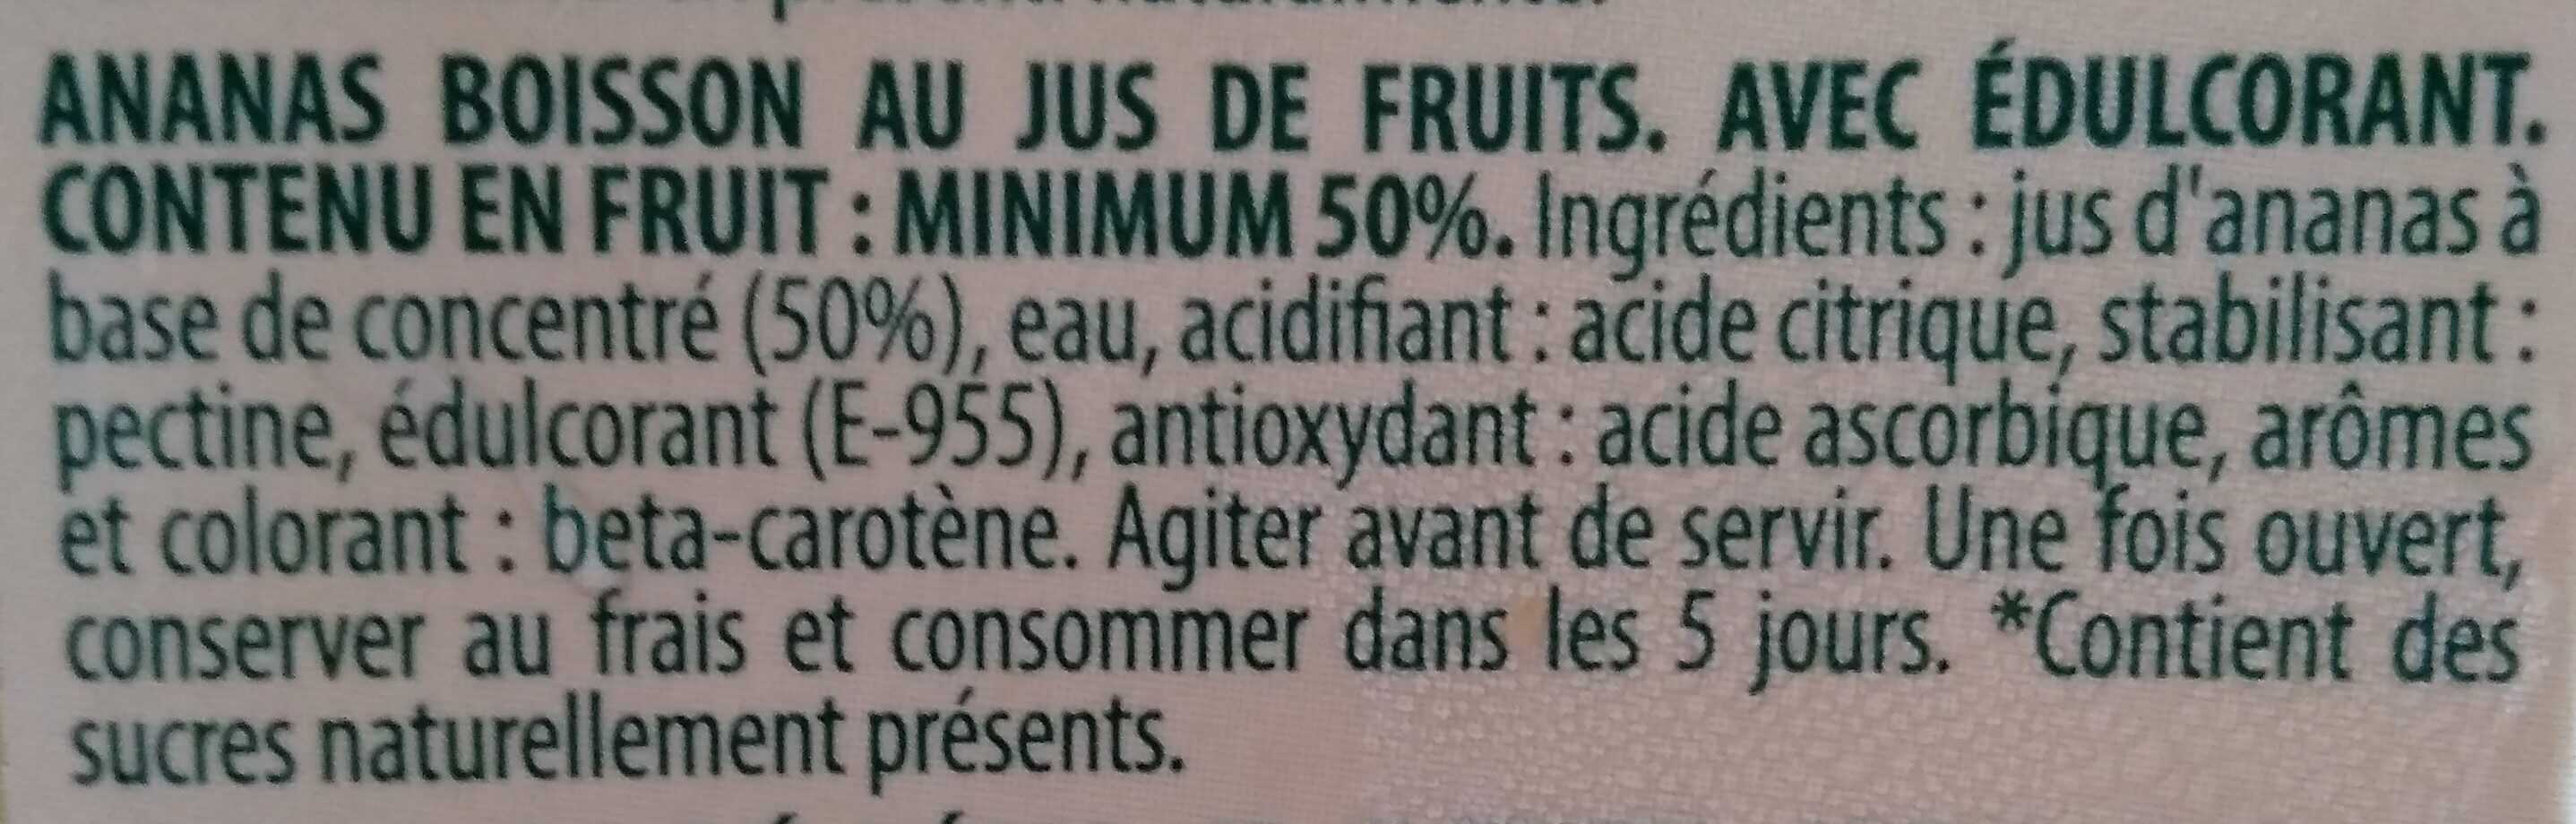 ANANAS BOISSON AU JUS DE FRUITS. AVEC ÉDULCORANT.
CONTENU EN FRUIT : MINIMUM 50%. Ingrédients : jus d'ananas à
base de concentré (50%), eau, acidifiant : acide citrique, stabilisant :
pectine, édulcorant (E-955), antioxydant : acide ascorbique, arômes
et colorant : beta-carotène. Agiter avant de servir. Une fois ouvert,
conserver au frais et consommer dans les 5 jours. *Contient des
sucres naturellement présents.